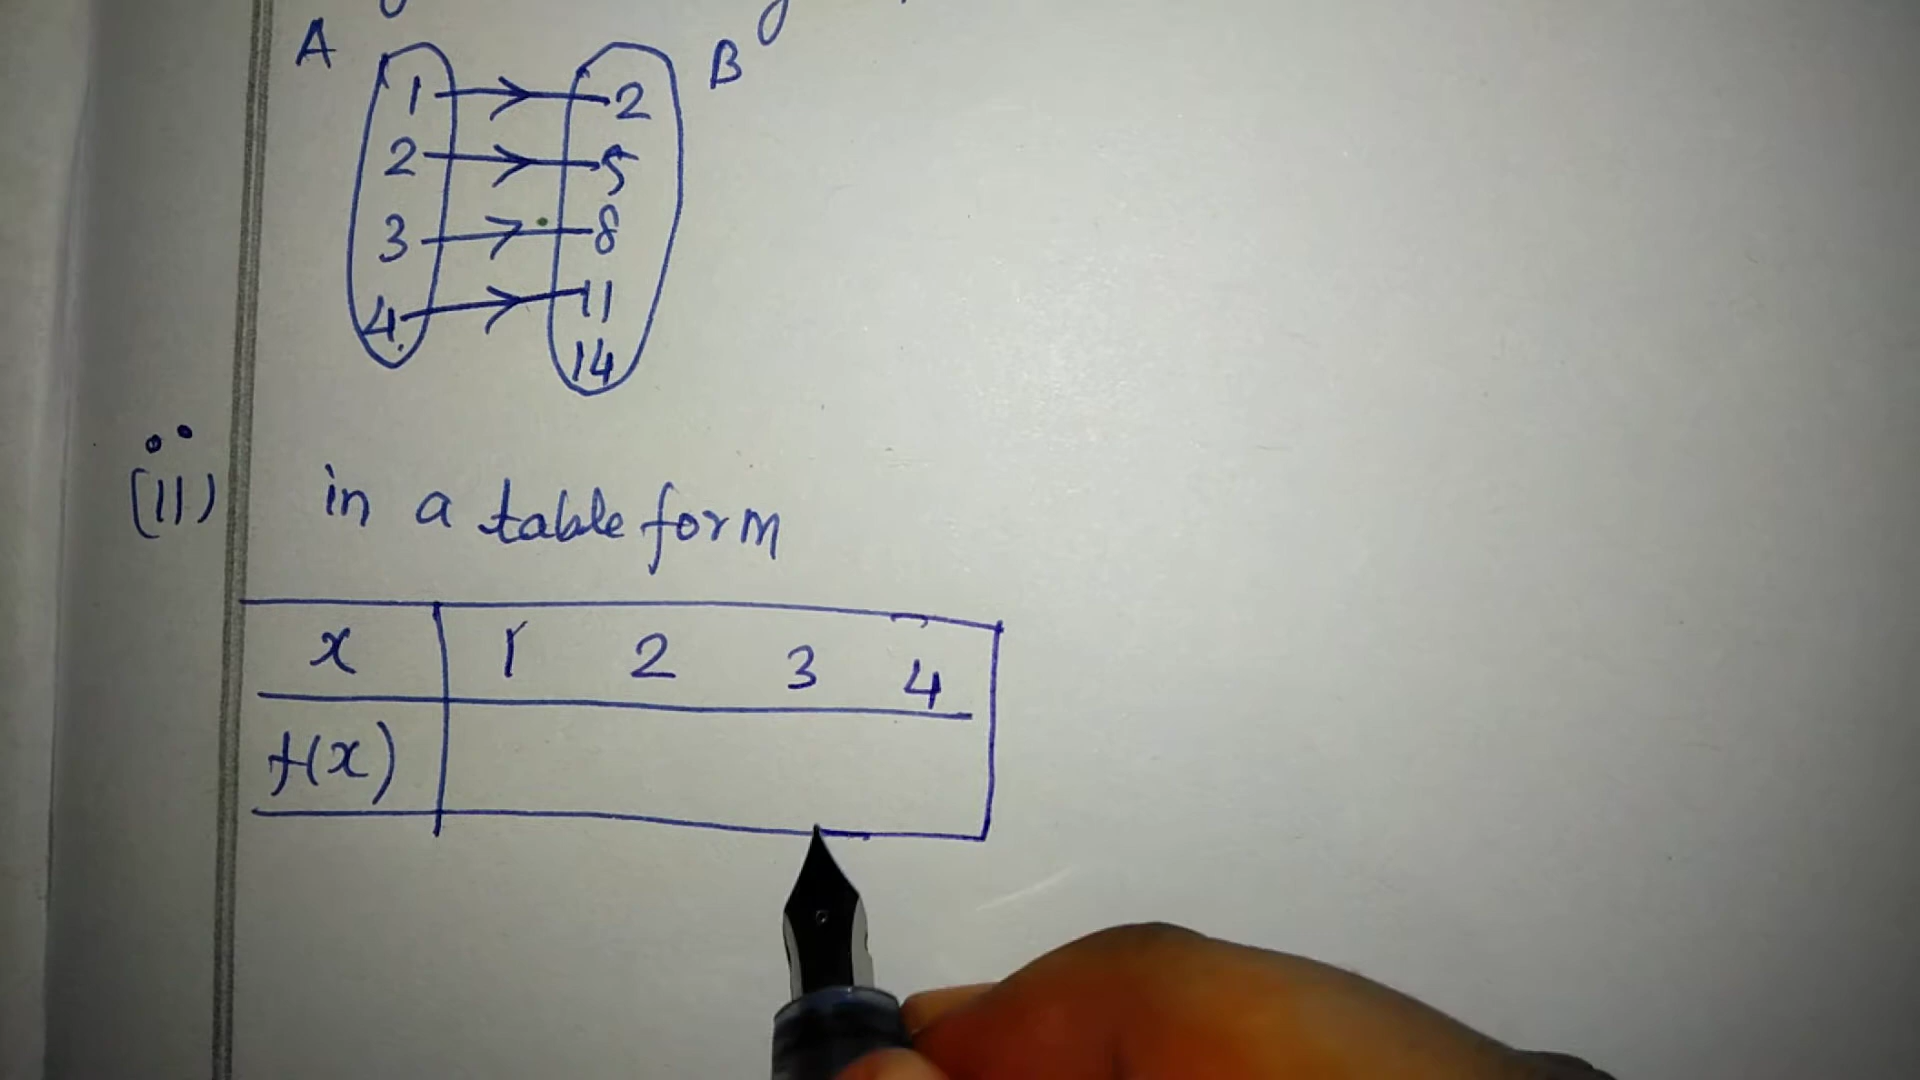 A B
1 2
2 5
3 8
4 11
14
(ii) in a table form
x 1 2 3 4
f(x)